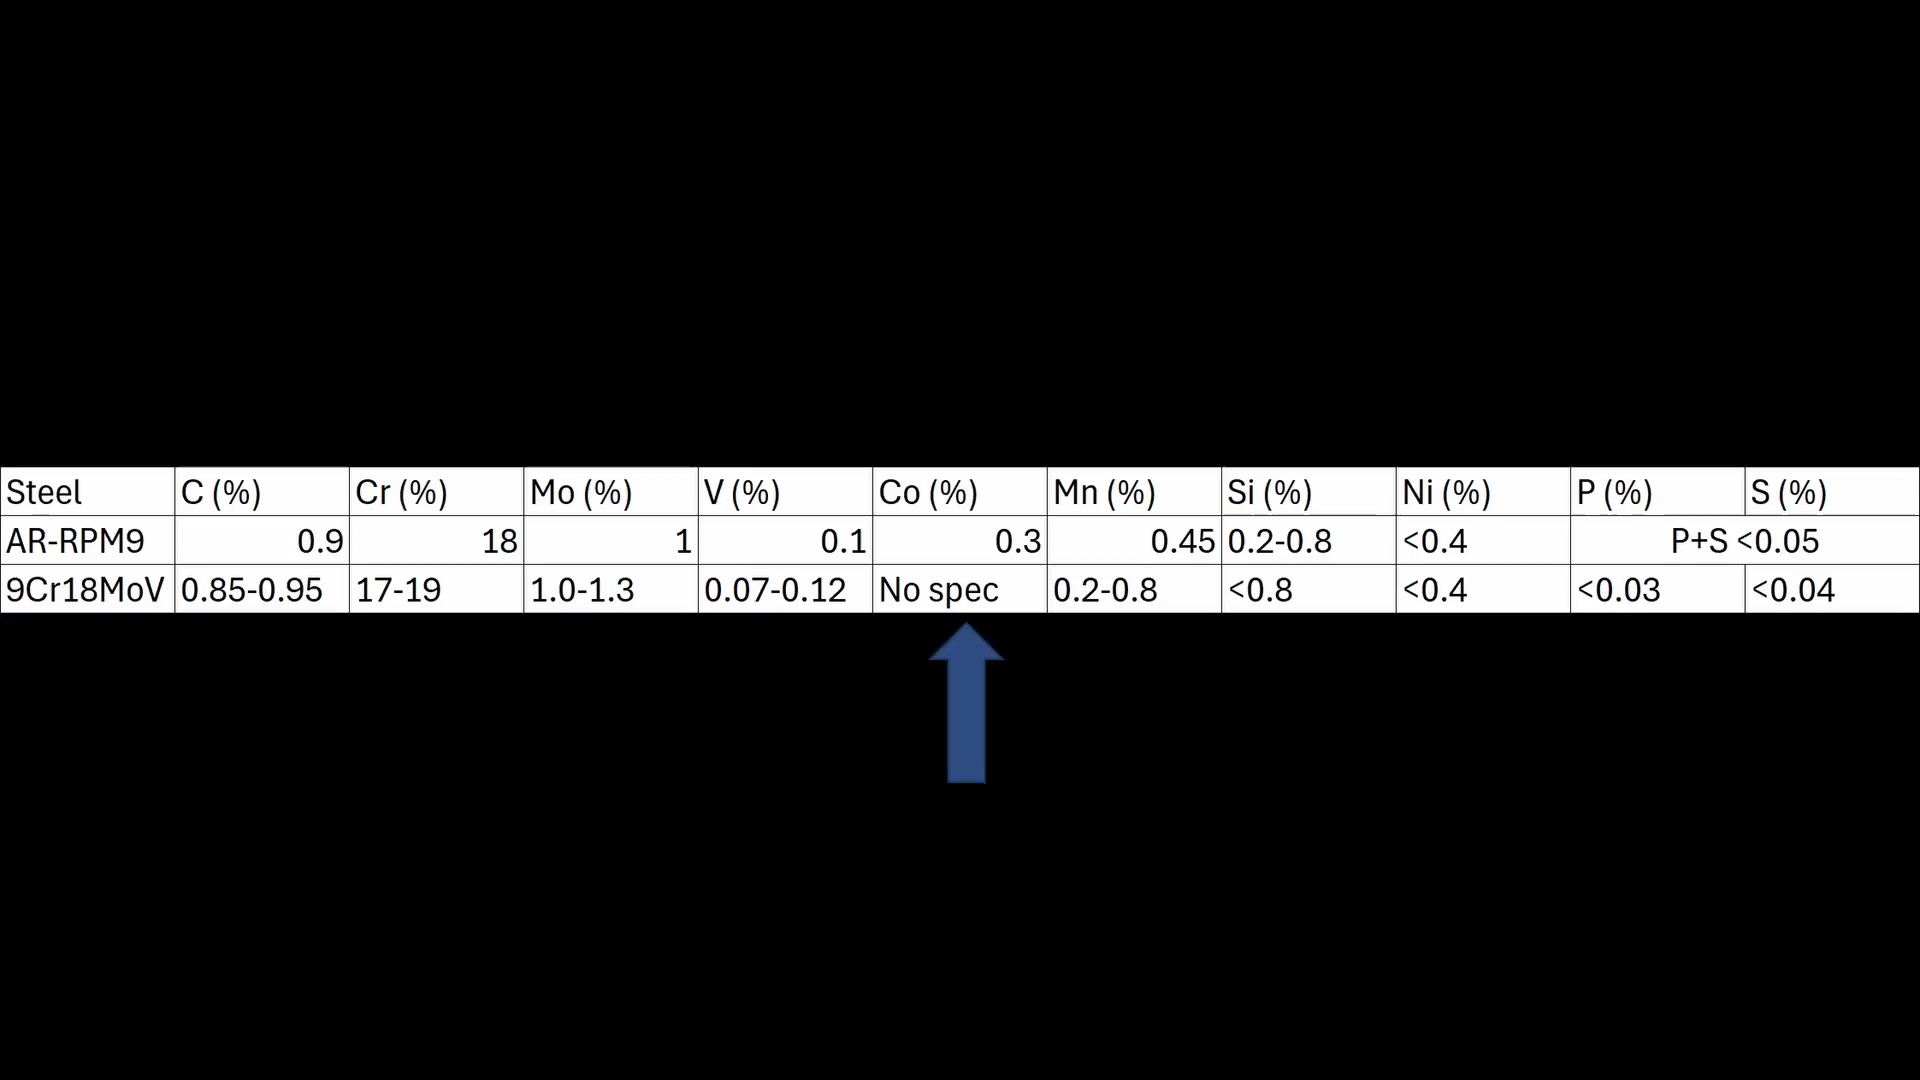 Steel C (%) Cr (%) Mo (%) V (%) Co (%) Mn (%) Si (%) Ni (%) P (%) S (%)
AR-RPM9 0.9 18 1 0.1 0.3 0.45 0.2-0.8 <0.4 P+S <0.05
9Cr18MoV 0.85-0.95 17-19 1.0-1.3 0.07-0.12 No spec 0.2-0.8 <0.8 <0.4 <0.03 <0.04